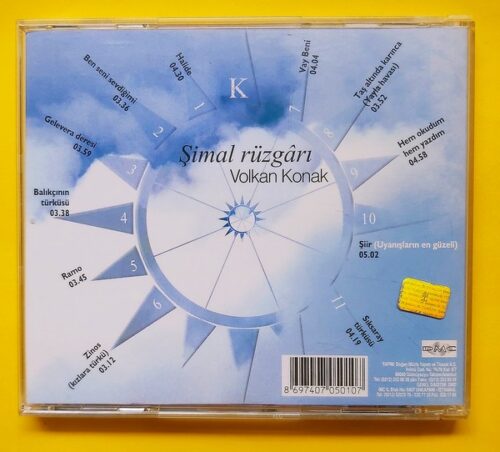 K
Şimal rüzgârı
Volkan Konak
1
Halide
04.30
2
Ben seni sevdiğimi
03.36
3
Gelevera deresi
03.59
4
Balıkçının
türküsü
03.38
5
Ramo
03.45
6
Zinos
(kızlara türkü)
03.12
7
Vay Beni
04.04
8
Taş altında karınca
(Yayla havası)
03.52
9
Hem okudum
hem yazdım
04.58
10
Şiir (Uyanışların en güzeli)
05.02
11
Sıksaray
türküsü
04.19
8 697407 050107